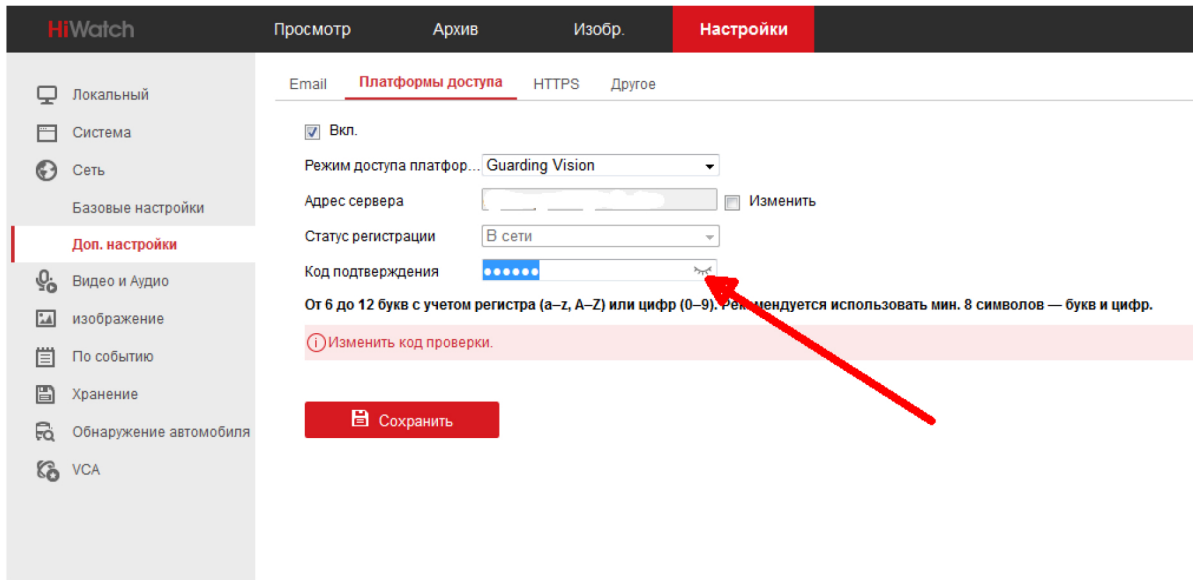 HiWatch
Просмотр Архив Изобр. Настройки
Локальный
Система
Сеть
Базовые настройки
Доп. настройки
Видео и Аудио
изображение
По событию
Хранение
Обнаружение автомобиля
VCA
Email Платформы доступа HTTPS Другое
Вкл.
Режим доступа платфор... Guarding Vision
Адрес сервера Изменить
Статус регистрации В сети
Код подтверждения ••••••
От 6 до 12 букв с учетом регистра (a–z, A–Z) или цифр (0–9). Рекомендуется использовать мин. 8 символов — букв и цифр.
Изменить код проверки.
Сохранить